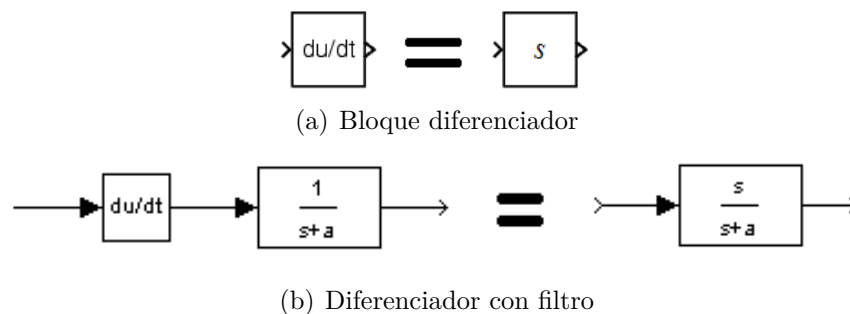 du/dt = s
(a) Bloque diferenciador
du/dt 1/s+a = s/s+a
(b) Diferenciador con filtro